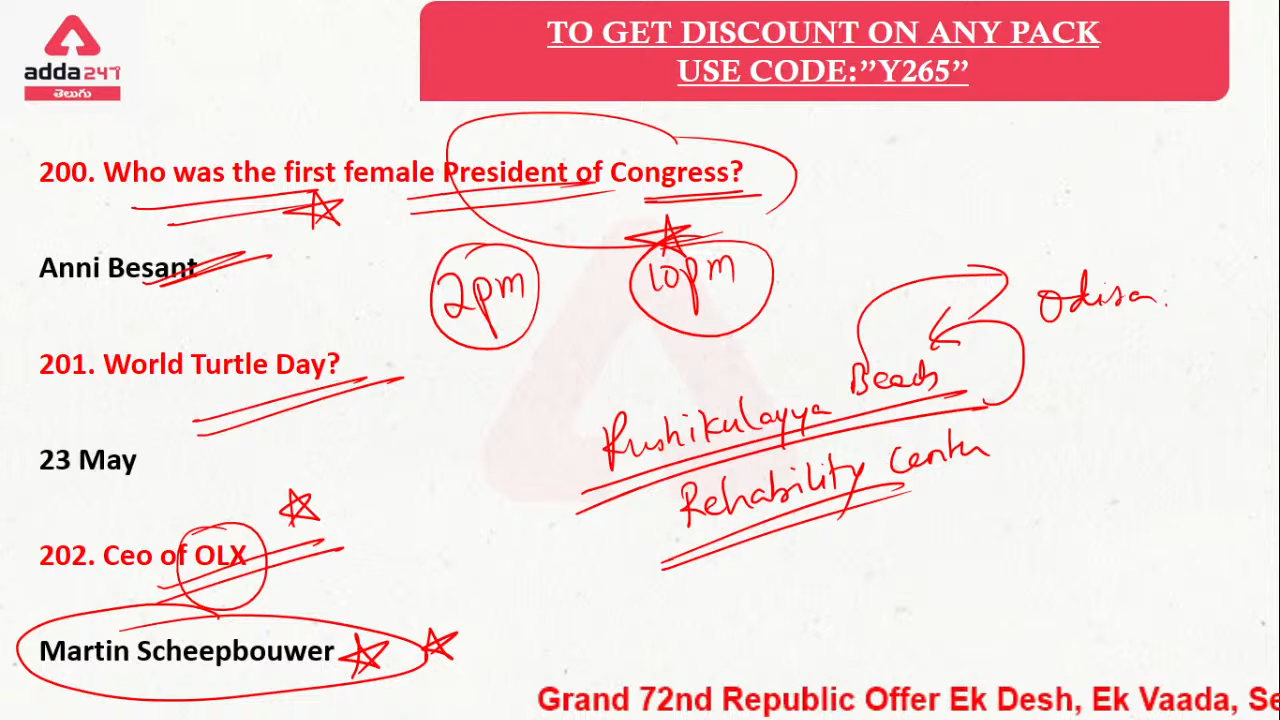 adda247
తెలుగు
TO GET DISCOUNT ON ANY PACK
USE CODE:”Y265”
200. Who was the first female President of Congress?
Anni Besant
2pm
10pm
Odisa.
201. World Turtle Day?
Beach
Rushikulayya
23 May
Rehability Center
202. Ceo of OLX
Martin Scheepbouwer
Grand 72nd Republic Offer Ek Desh, Ek Vaada, Se